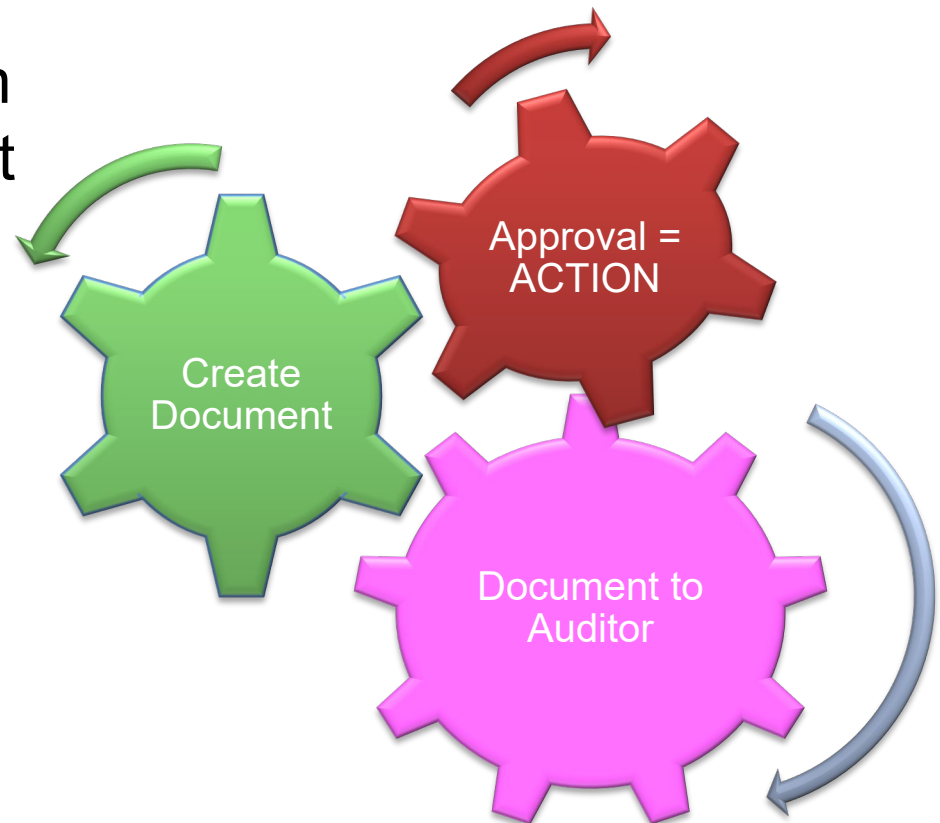 Approval =
ACTION
Create
Document
Document to
Auditor